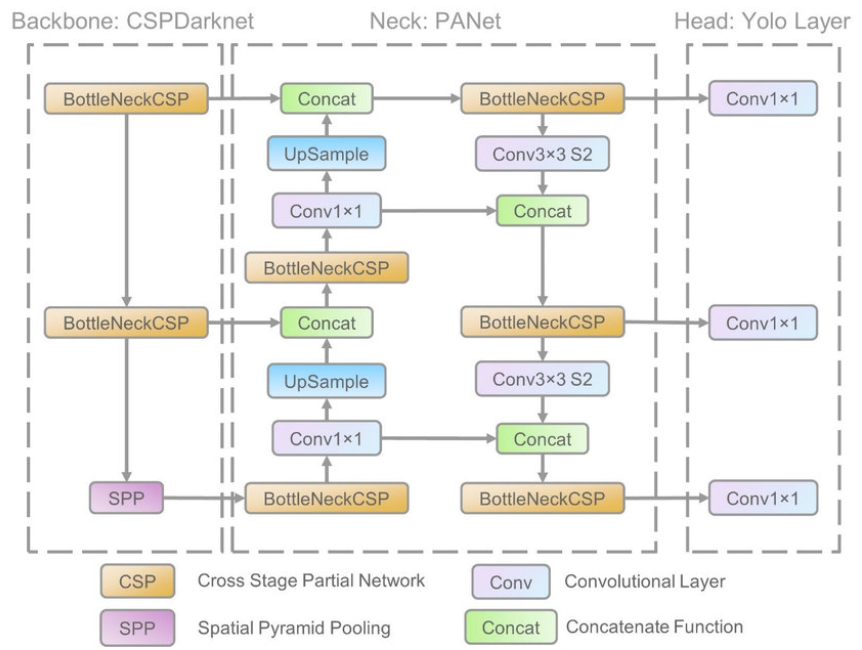 Backbone: CSPDarknet
Neck: PANet
Head: Yolo Layer
BottleNeckCSP
Concat
BottleNeckCSP
Conv1×1
UpSample
Conv3×3 S2
Conv1×1
Concat
BottleNeckCSP
BottleNeckCSP
Concat
BottleNeckCSP
Conv1×1
UpSample
Conv3×3 S2
Conv1×1
Concat
SPP
BottleNeckCSP
BottleNeckCSP
Conv1×1
CSP
Cross Stage Partial Network
Conv
Convolutional Layer
SPP
Spatial Pyramid Pooling
Concat
Concatenate Function